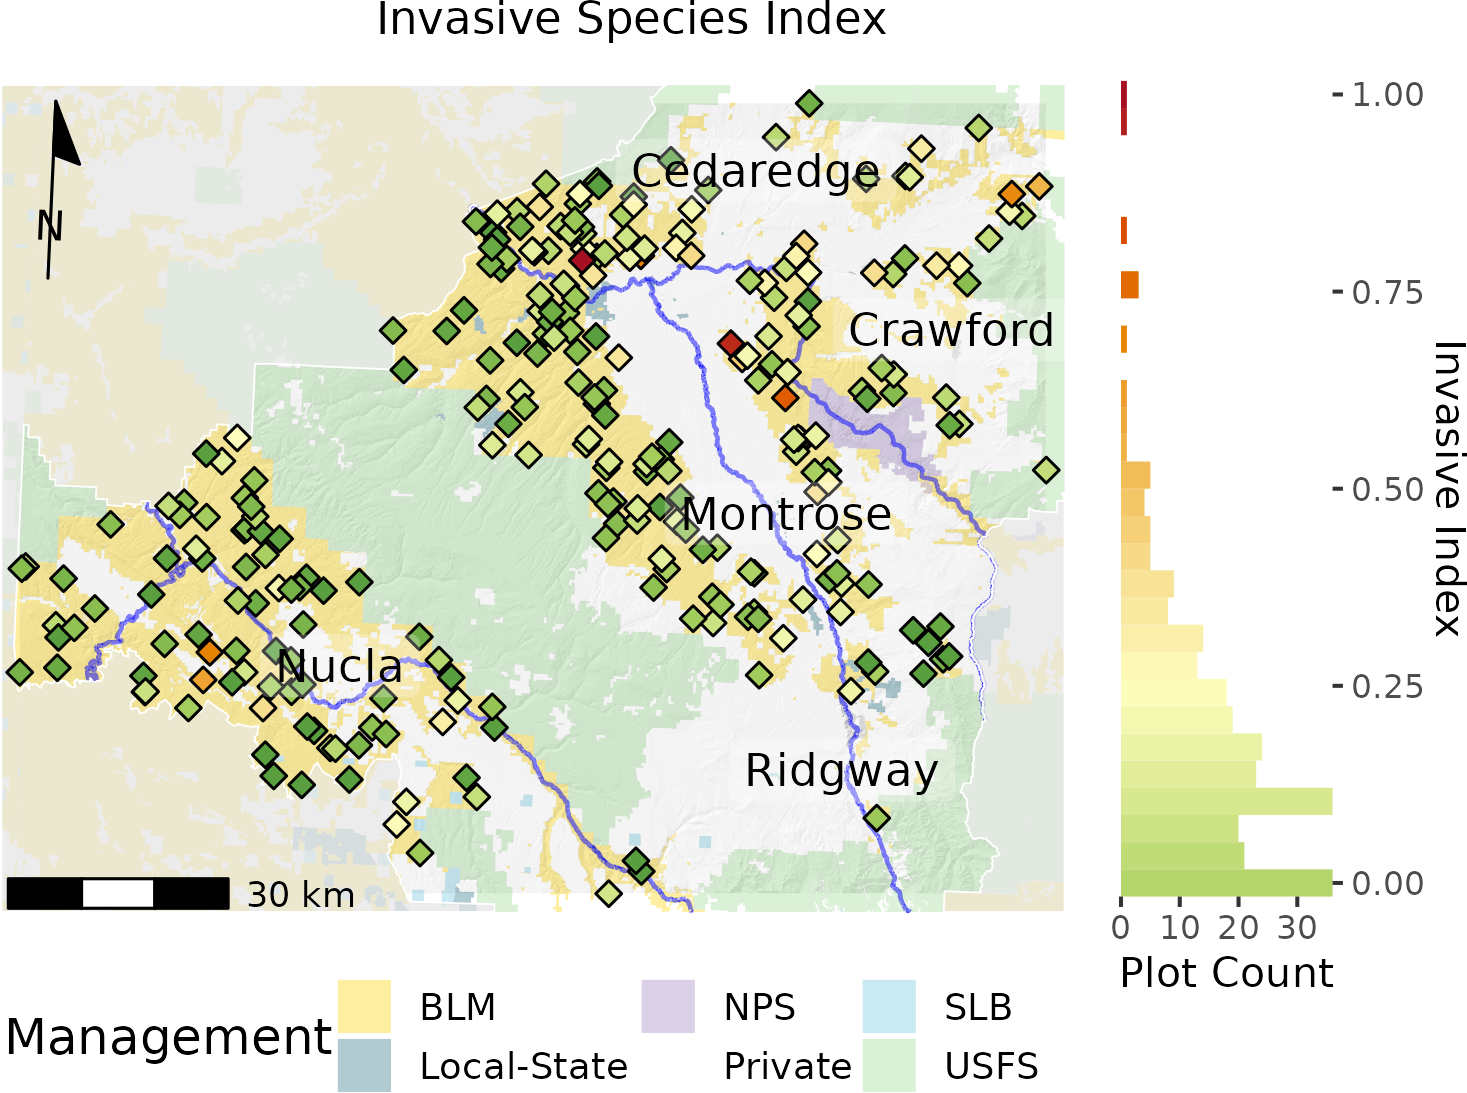 Invasive Species Index
N
Cedaredge
Crawford
Montrose
Nucla
Ridgway
30 km
1.00
0.75
0.50
0.25
0.00
Invasive Index
0 10 20 30
Plot Count
Management
BLM
NPS
SLB
Local-State
Private
USFS